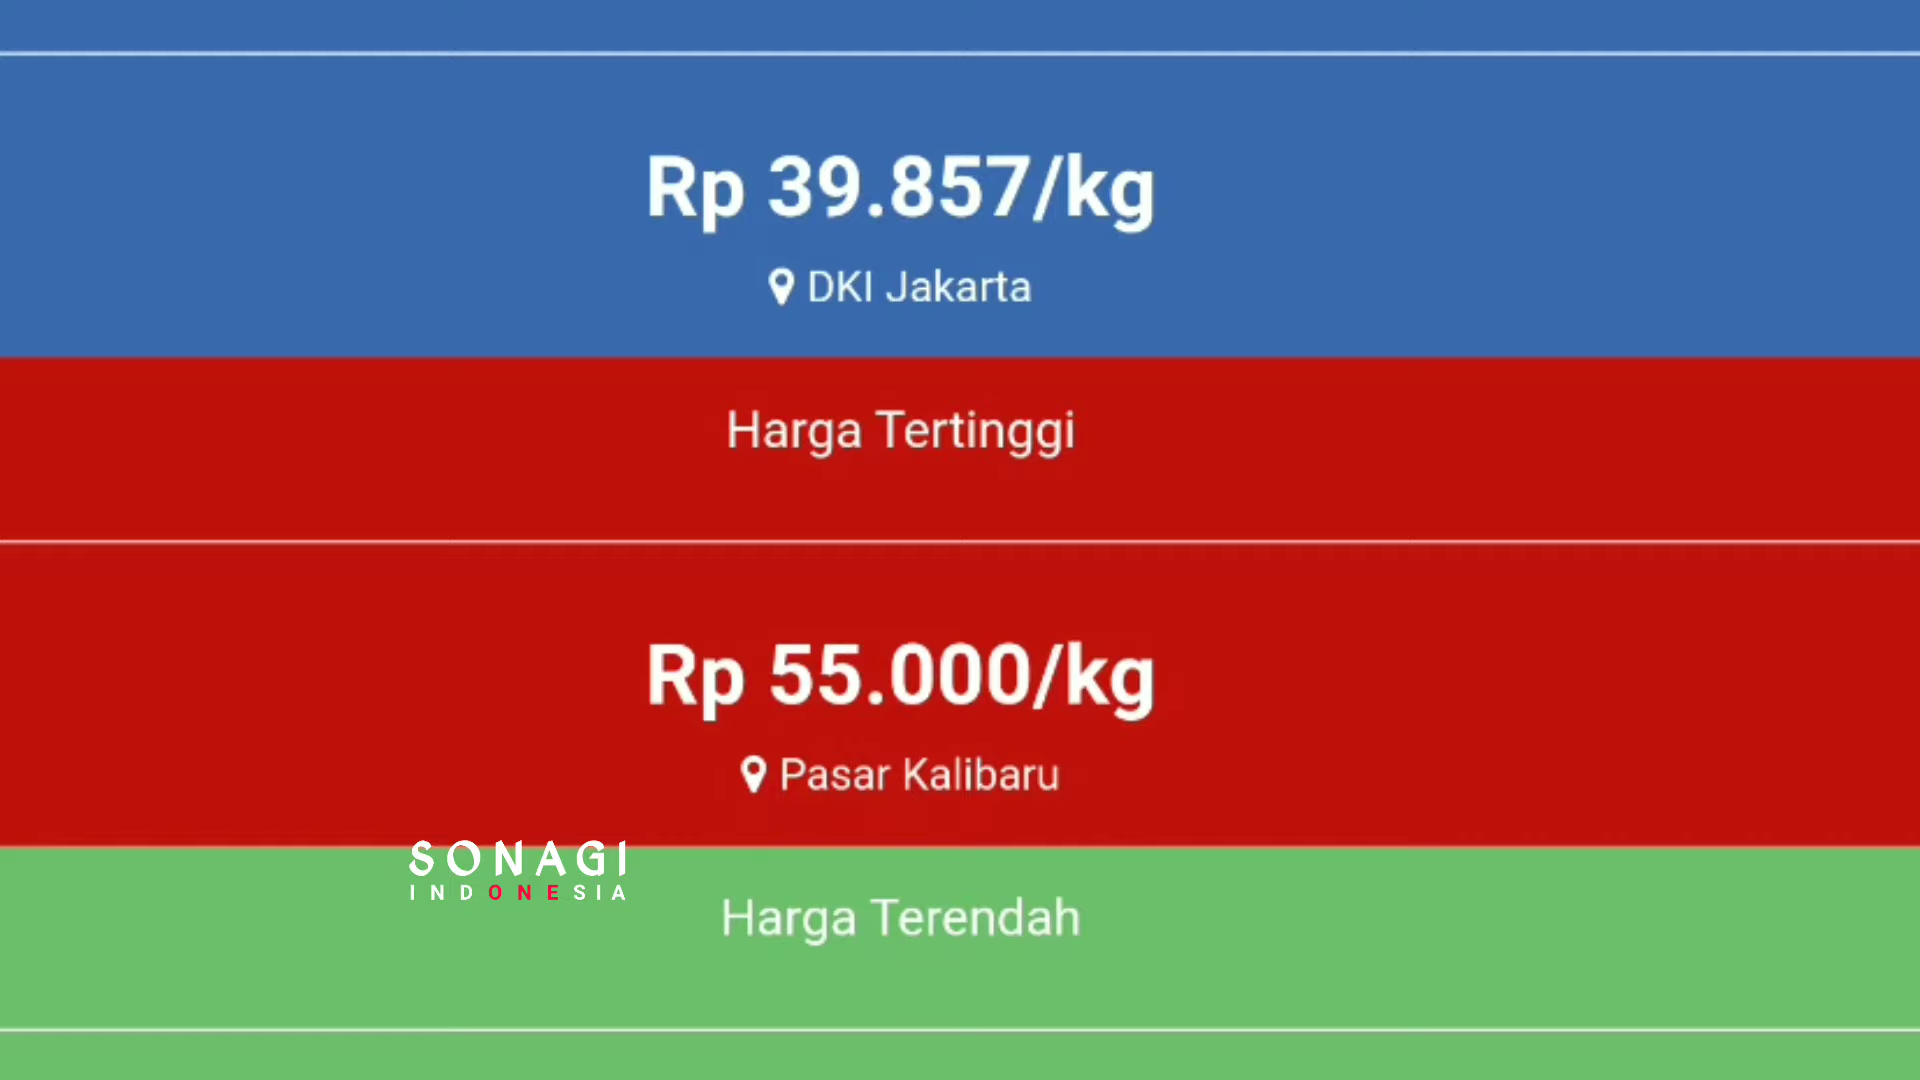 Rp 39.857/kg
DKI Jakarta
Harga Tertinggi
Rp 55.000/kg
Pasar Kalibaru
SONAGI
INDONESIA
Harga Terendah